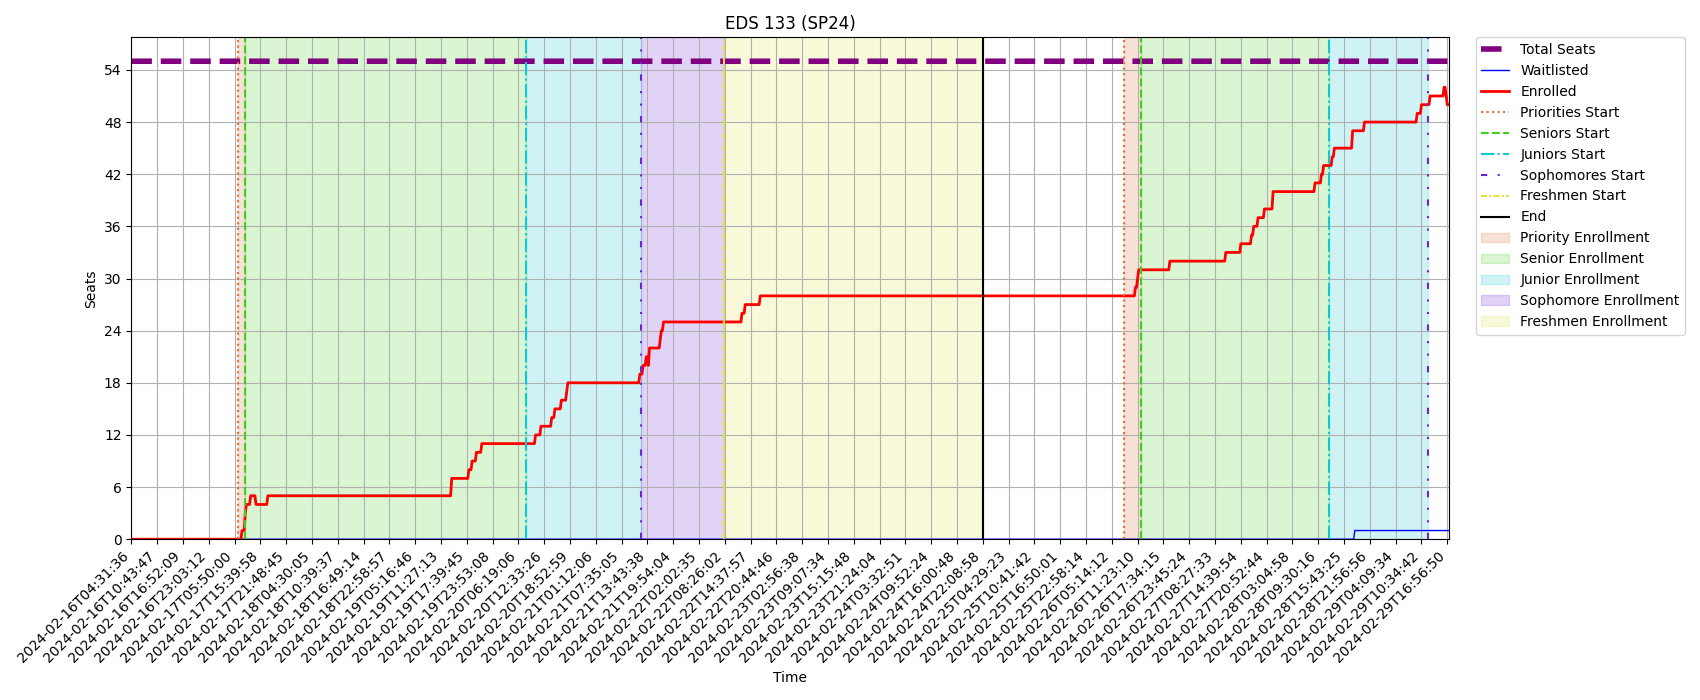 EDS 133 (SP24)
Seats
54
48
42
36
30
24
18
12
6
0
2024-02-16T04:31:36
2024-02-16T10:43:47
2024-02-16T16:52:09
2024-02-16T23:03:12
2024-02-17T05:50:00
2024-02-17T15:39:58
2024-02-17T21:48:45
2024-02-18T04:30:05
2024-02-18T10:39:37
2024-02-18T16:49:14
2024-02-18T22:58:57
2024-02-19T05:16:46
2024-02-19T11:27:13
2024-02-19T17:39:45
2024-02-19T23:53:08
2024-02-20T06:19:06
2024-02-20T12:33:26
2024-02-20T18:52:59
2024-02-21T01:12:06
2024-02-21T07:35:05
2024-02-21T13:43:38
2024-02-21T19:54:04
2024-02-22T02:02:35
2024-02-22T08:26:02
2024-02-22T14:37:57
2024-02-22T20:44:46
2024-02-23T02:56:38
2024-02-23T09:07:34
2024-02-23T15:15:48
2024-02-23T21:24:04
2024-02-24T03:32:51
2024-02-24T09:52:24
2024-02-24T16:00:48
2024-02-24T22:08:58
2024-02-25T04:29:23
2024-02-25T10:41:42
2024-02-25T16:50:01
2024-02-25T22:58:14
2024-02-26T05:14:12
2024-02-26T11:23:10
2024-02-26T17:34:15
2024-02-26T23:45:24
2024-02-27T08:27:33
2024-02-27T14:39:54
2024-02-27T20:52:44
2024-02-28T03:04:58
2024-02-28T09:30:16
2024-02-28T15:43:25
2024-02-28T21:56:56
2024-02-29T04:09:34
2024-02-29T10:34:42
2024-02-29T16:56:50
Time
Total Seats
Waitlisted
Enrolled
Priorities Start
Seniors Start
Juniors Start
Sophomores Start
Freshmen Start
End
Priority Enrollment
Senior Enrollment
Junior Enrollment
Sophomore Enrollment
Freshmen Enrollment